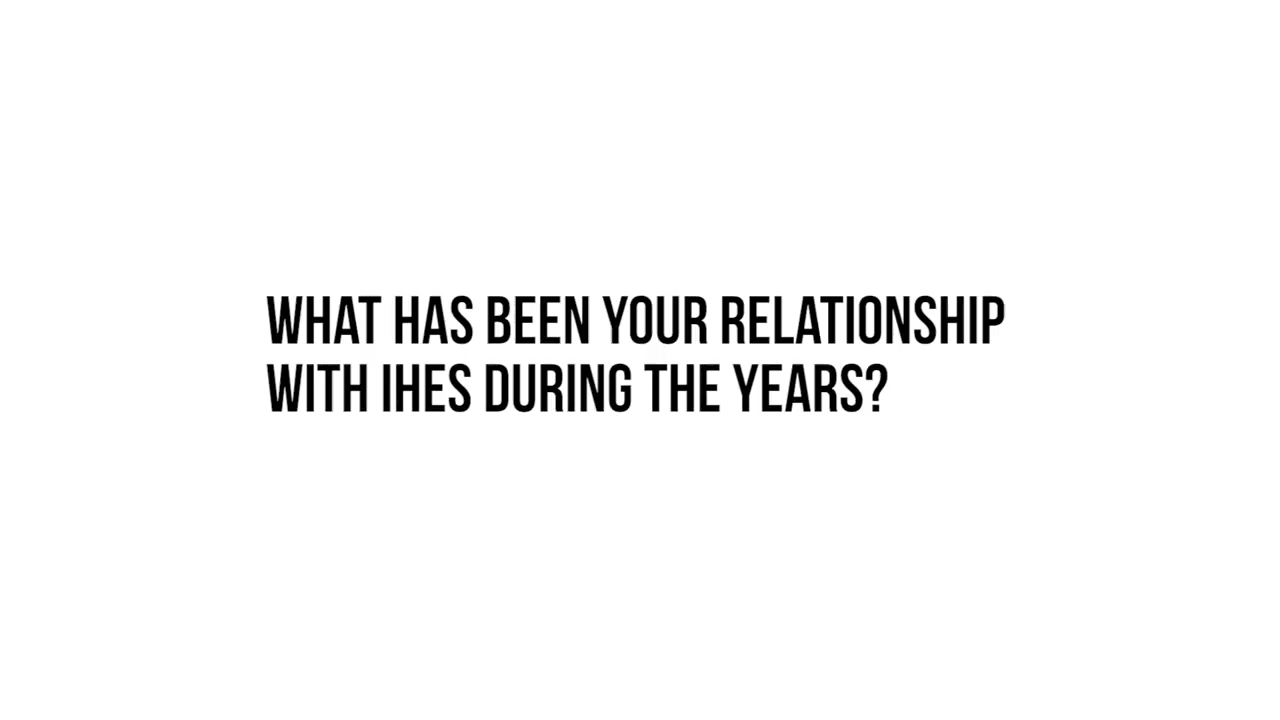 WHAT HAS BEEN YOUR RELATIONSHIP
WITH IHES DURING THE YEARS?